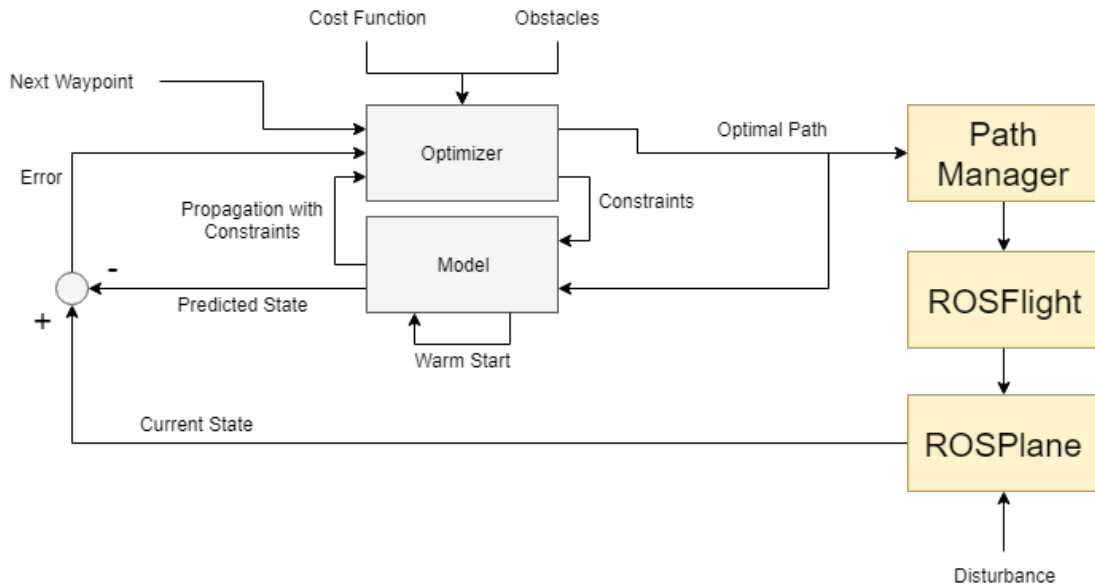 Cost Function
Obstacles
Next Waypoint
Optimizer
Optimal Path
Path
Manager
Error
Propagation with
Constraints
Constraints
Model
-
Predicted State
+
ROSFlight
Warm Start
Current State
ROSPlane
Disturbance